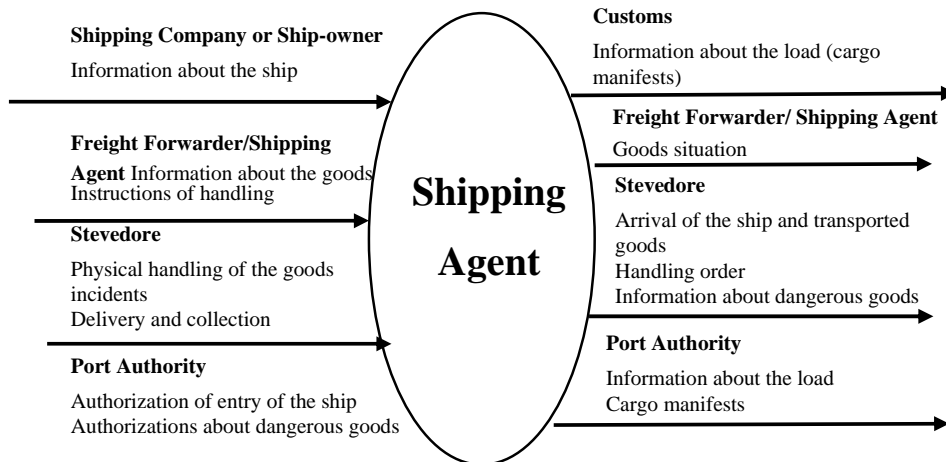 Shipping Company or Ship-owner
Information about the ship
Freight Forwarder/Shipping
Agent Information about the goods
Instructions of handling
Stevedore
Physical handling of the goods
incidents
Delivery and collection
Port Authority
Authorization of entry of the ship
Authorizations about dangerous goods
Shipping
Agent
Customs
Information about the load (cargo
manifests)
Freight Forwarder/ Shipping Agent
Goods situation
Stevedore
Arrival of the ship and transported
goods
Handling order
Information about dangerous goods
Port Authority
Information about the load
Cargo manifests